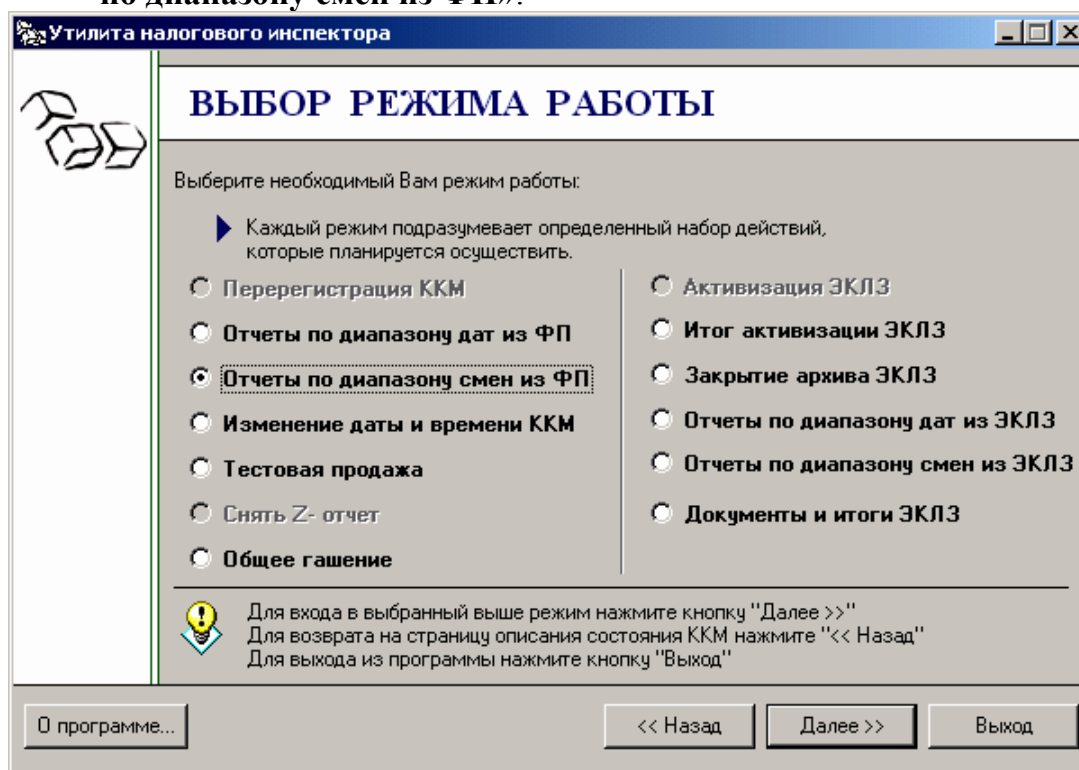 по диапазону смен из ФП».
Утилита налогового инспектора
ВЫБОР РЕЖИМА РАБОТЫ
Выберите необходимый Вам режим работы:
Каждый режим подразумевает определенный набор действий,
которые планируется осуществить.
Перерегистрация ККМ
Отчеты по диапазону дат из ФП
Отчеты по диапазону смен из ФП
Изменение даты и времени ККМ
Тестовая продажа
Снять Z- отчет
Общее гашение
Активизация ЭКЛЗ
Итог активизации ЭКЛЗ
Закрытие архива ЭКЛЗ
Отчеты по диапазону дат из ЭКЛЗ
Отчеты по диапазону смен из ЭКЛЗ
Документы и итоги ЭКЛЗ
Для входа в выбранный выше режим нажмите кнопку "Далее >>"
Для возврата на страницу описания состояния ККМ нажмите "<< Назад"
Для выхода из программы нажмите кнопку "Выход"
О программе...
<< Назад
Далее >>
Выход